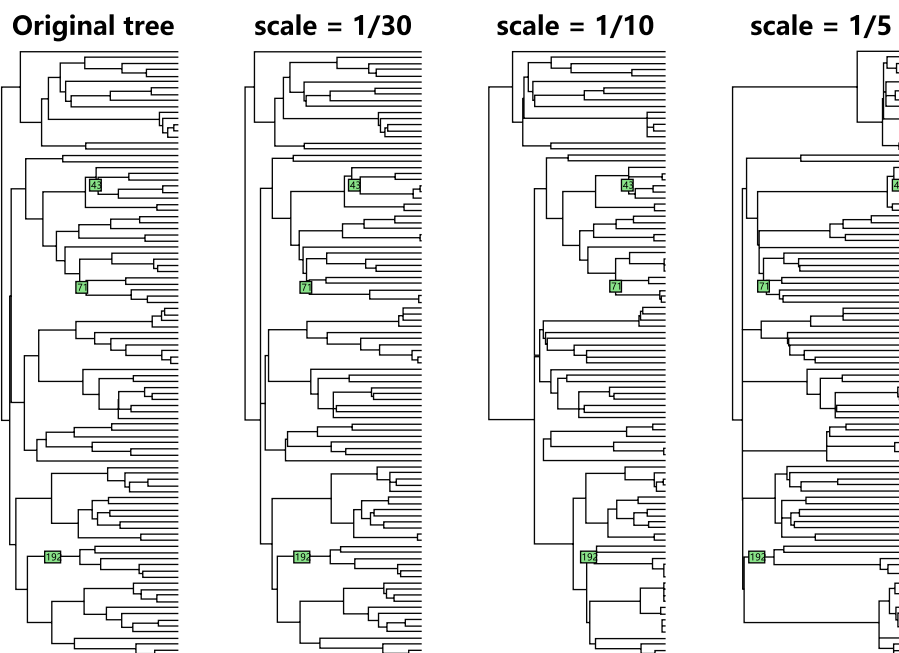 Original tree scale = 1/30 scale = 1/10 scale = 1/5
43 43 43 4
71 71 71 71
192 192 192 192